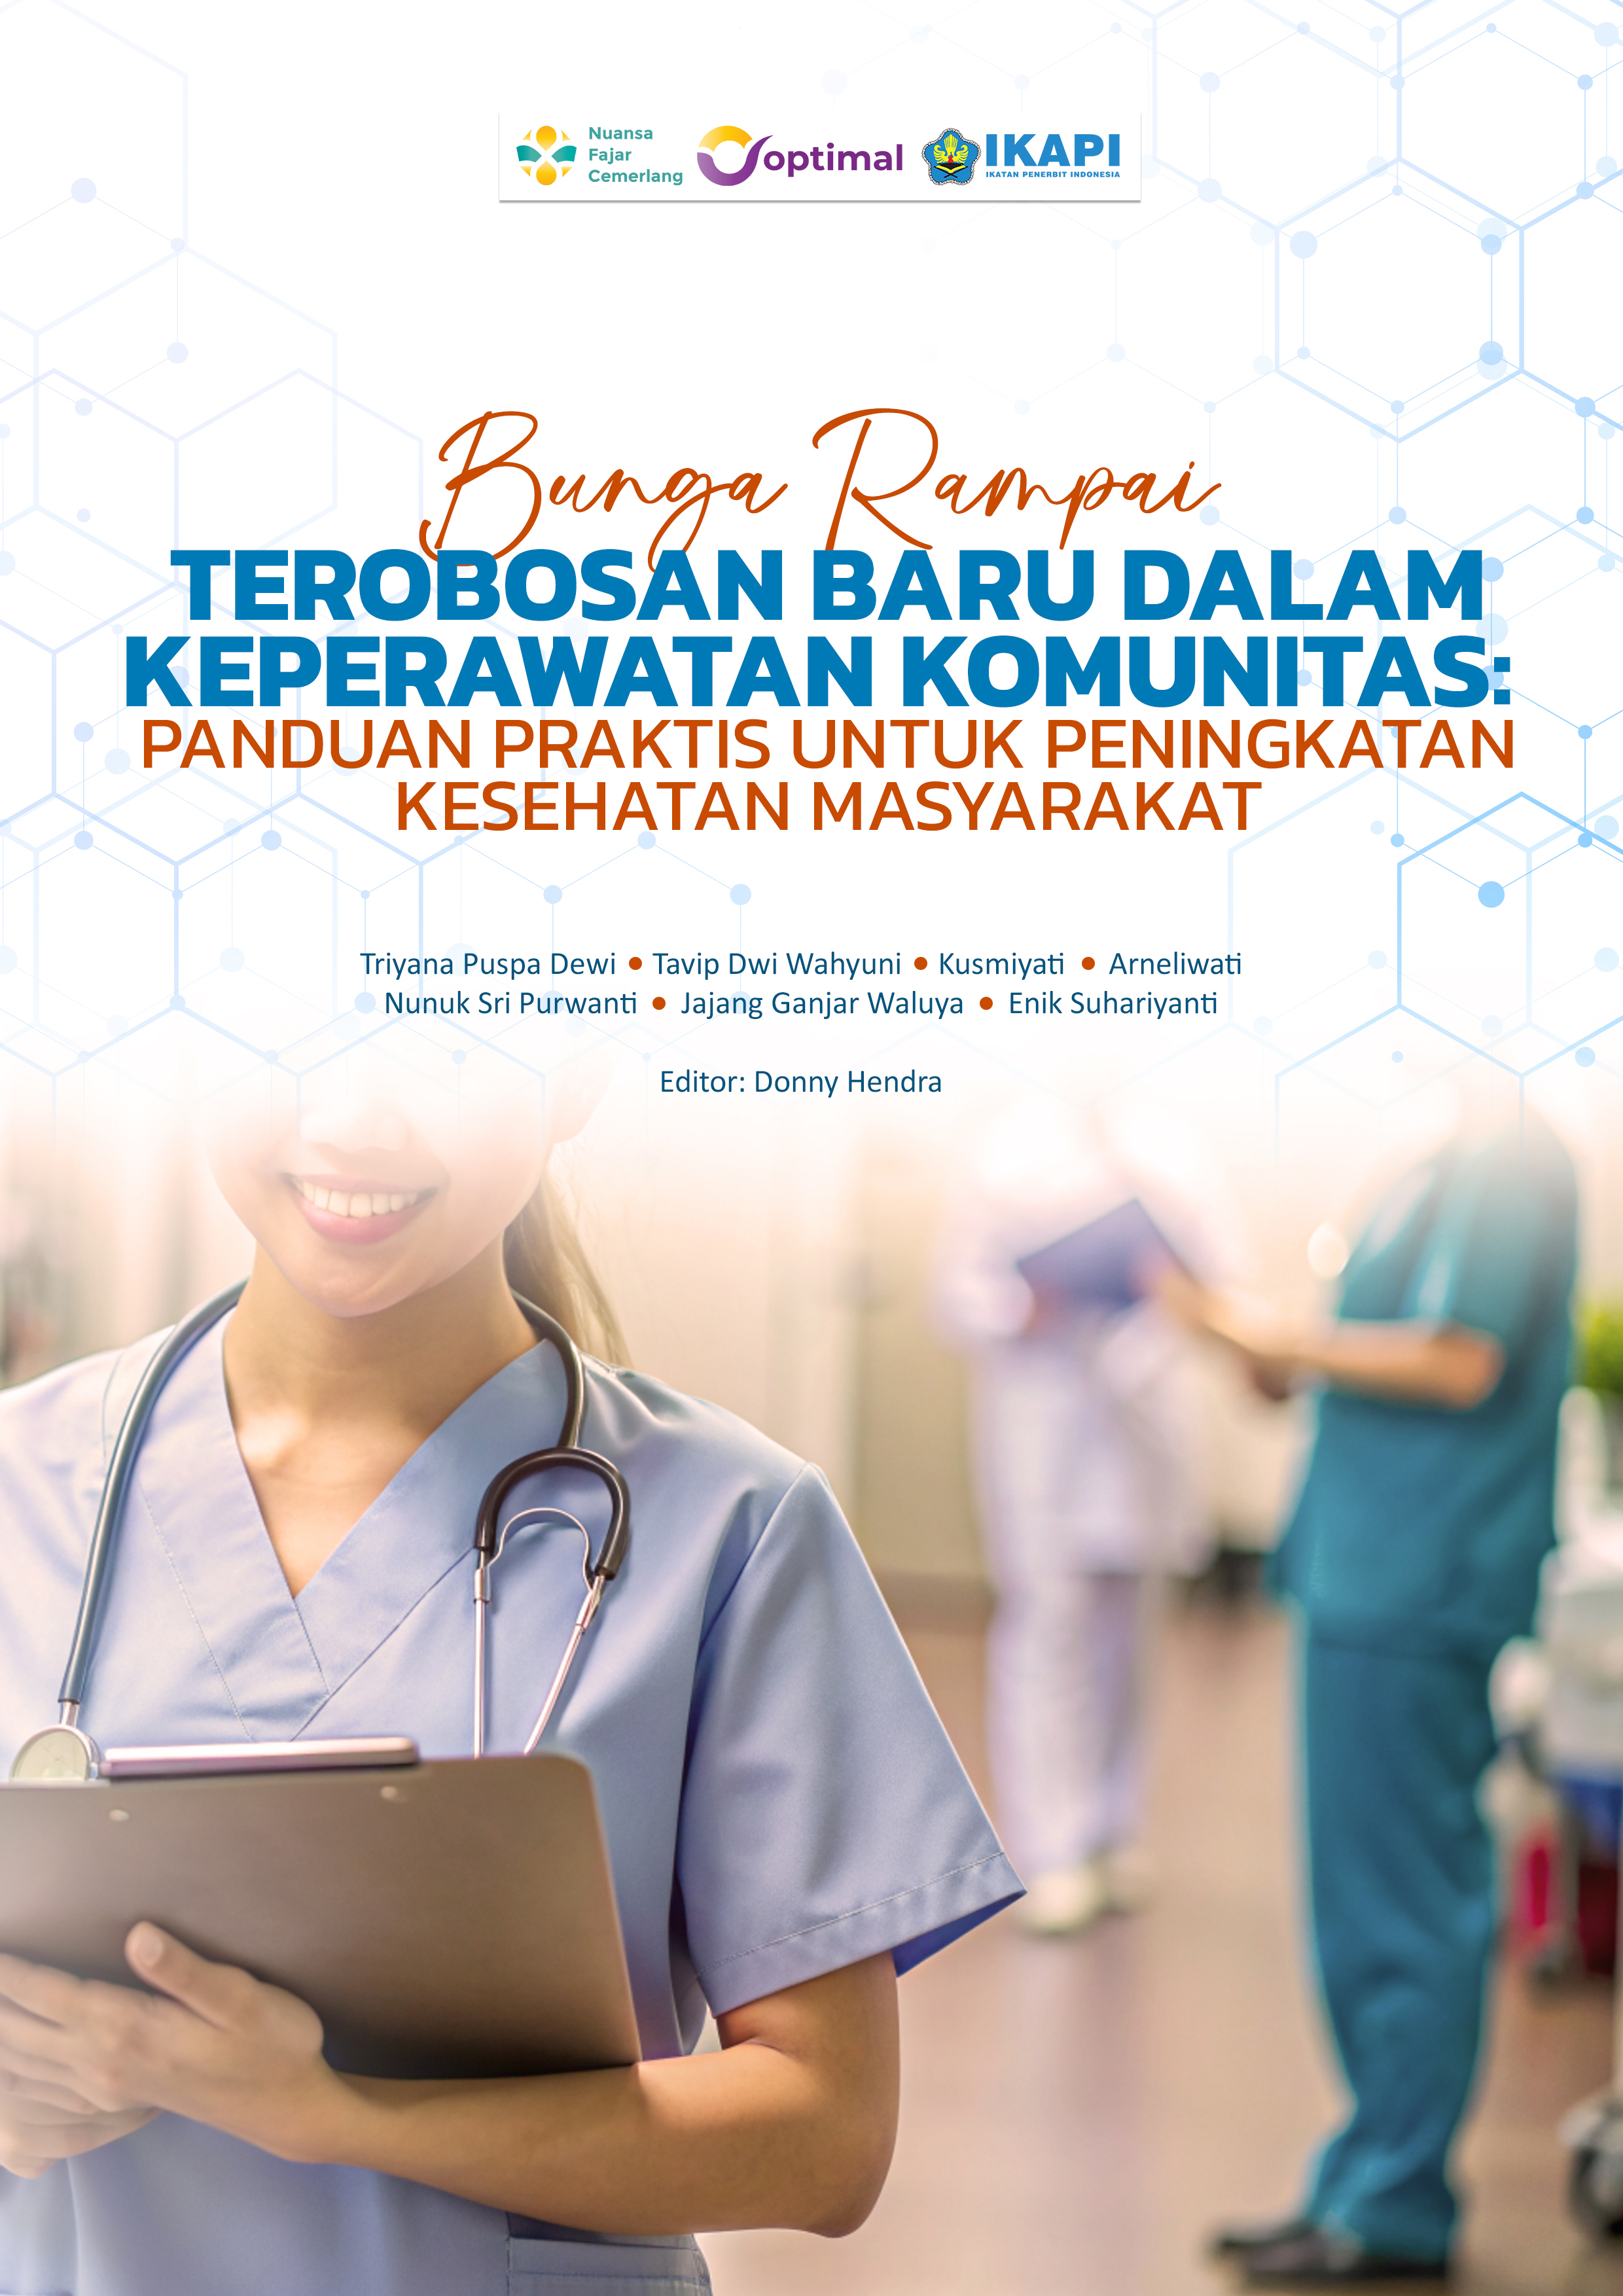 Nuansa
Fajar
Cemerlang
optimal
IKAPI
IKATAN PENERBIT INDONESIA
Bunga Rampai
TEROBOSAN BARU DALAM
KEPERAWATAN KOMUNITAS:
PANDUAN PRAKTIS UNTUK PENINGKATAN
KESEHATAN MASYARAKAT
Triyana Puspa Dewi • Tavip Dwi Wahyuni • Kusmiyati • Arneliwati
Nunuk Sri Purwanti • Jajang Ganjar Waluya • Enik Suhariyanti
Editor: Donny Hendra